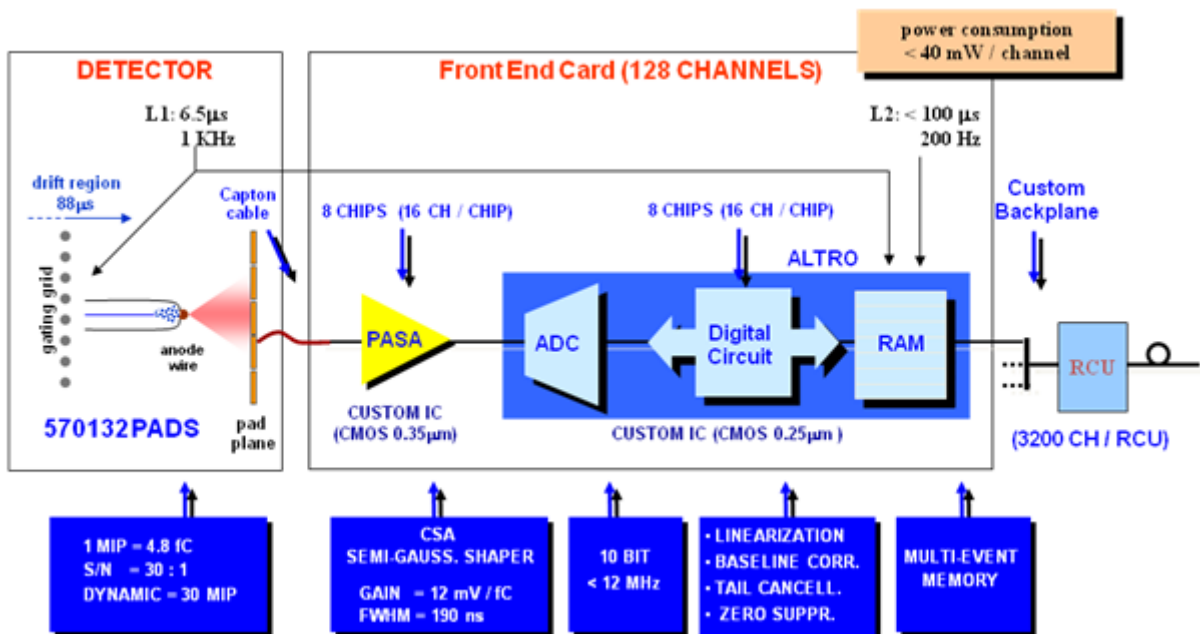 power consumption
< 40 mW / channel
DETECTOR
Front End Card (128 CHANNELS)
L1: 6.5µs
1 KHz
L2: < 100 µs
200 Hz
drift region
88µs
Capton
cable
8 CHIPS (16 CH / CHIP)
8 CHIPS (16 CH / CHIP)
Custom
Backplane
ALTRO
gating grid
anode
wire
PASA
ADC
Digital
Circuit
RAM
RCU
570132PADS
pad
plane
CUSTOM IC
(CMOS 0.35µm)
CUSTOM IC (CMOS 0.25µm )
(3200 CH / RCU)
1 MIP = 4.8 fC
S/N = 30 : 1
DYNAMIC = 30 MIP
CSA
SEMI-GAUSS. SHAPER
GAIN = 12 mV / fC
FWHM = 190 ns
10 BIT
< 12 MHz
• LINEARIZATION
• BASELINE CORR.
• TAIL CANCELL.
• ZERO SUPPR.
MULTI-EVENT
MEMORY